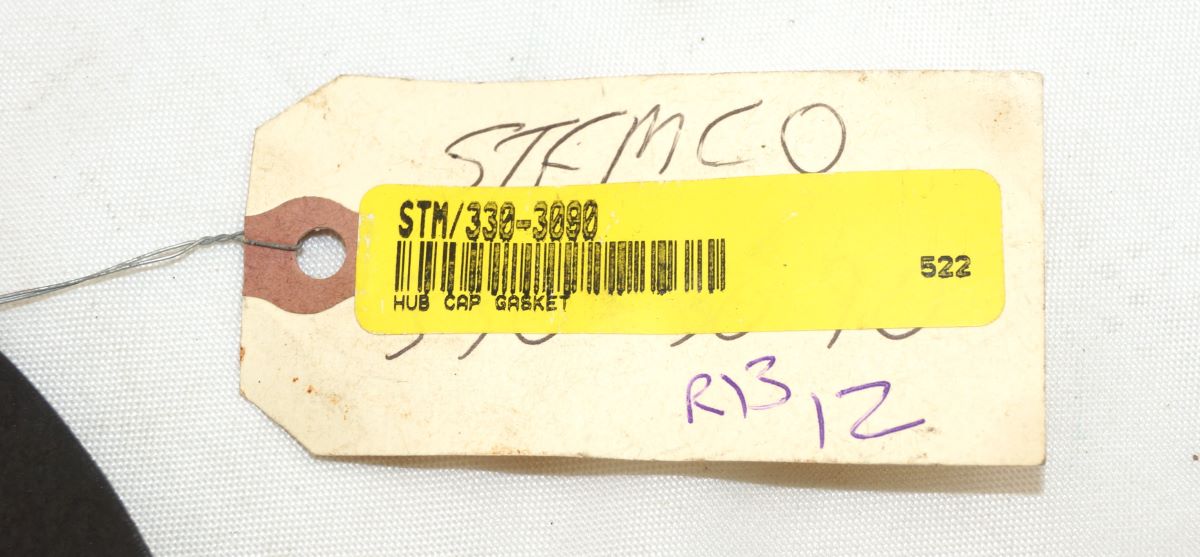 STEMCO
STM/330-3090
522
HUB CAP GASKET
R13
12